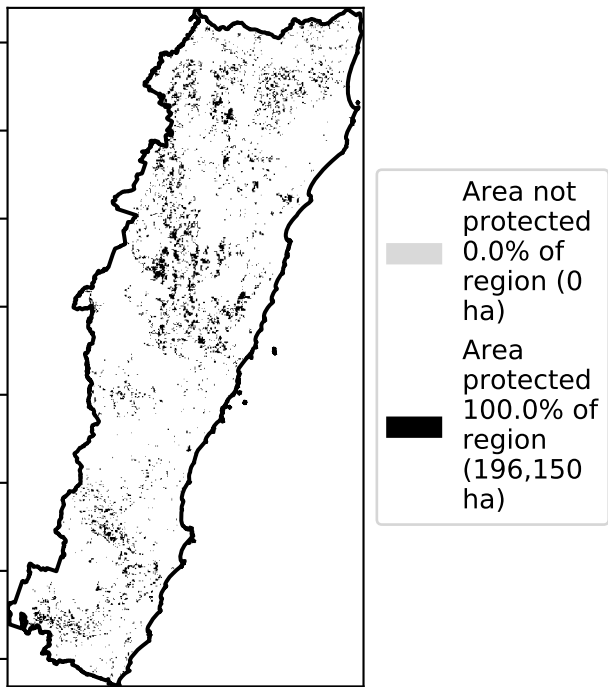 Area not
protected
0.0% of
region (0
ha)
Area
protected
100.0% of
region
(196,150
ha)